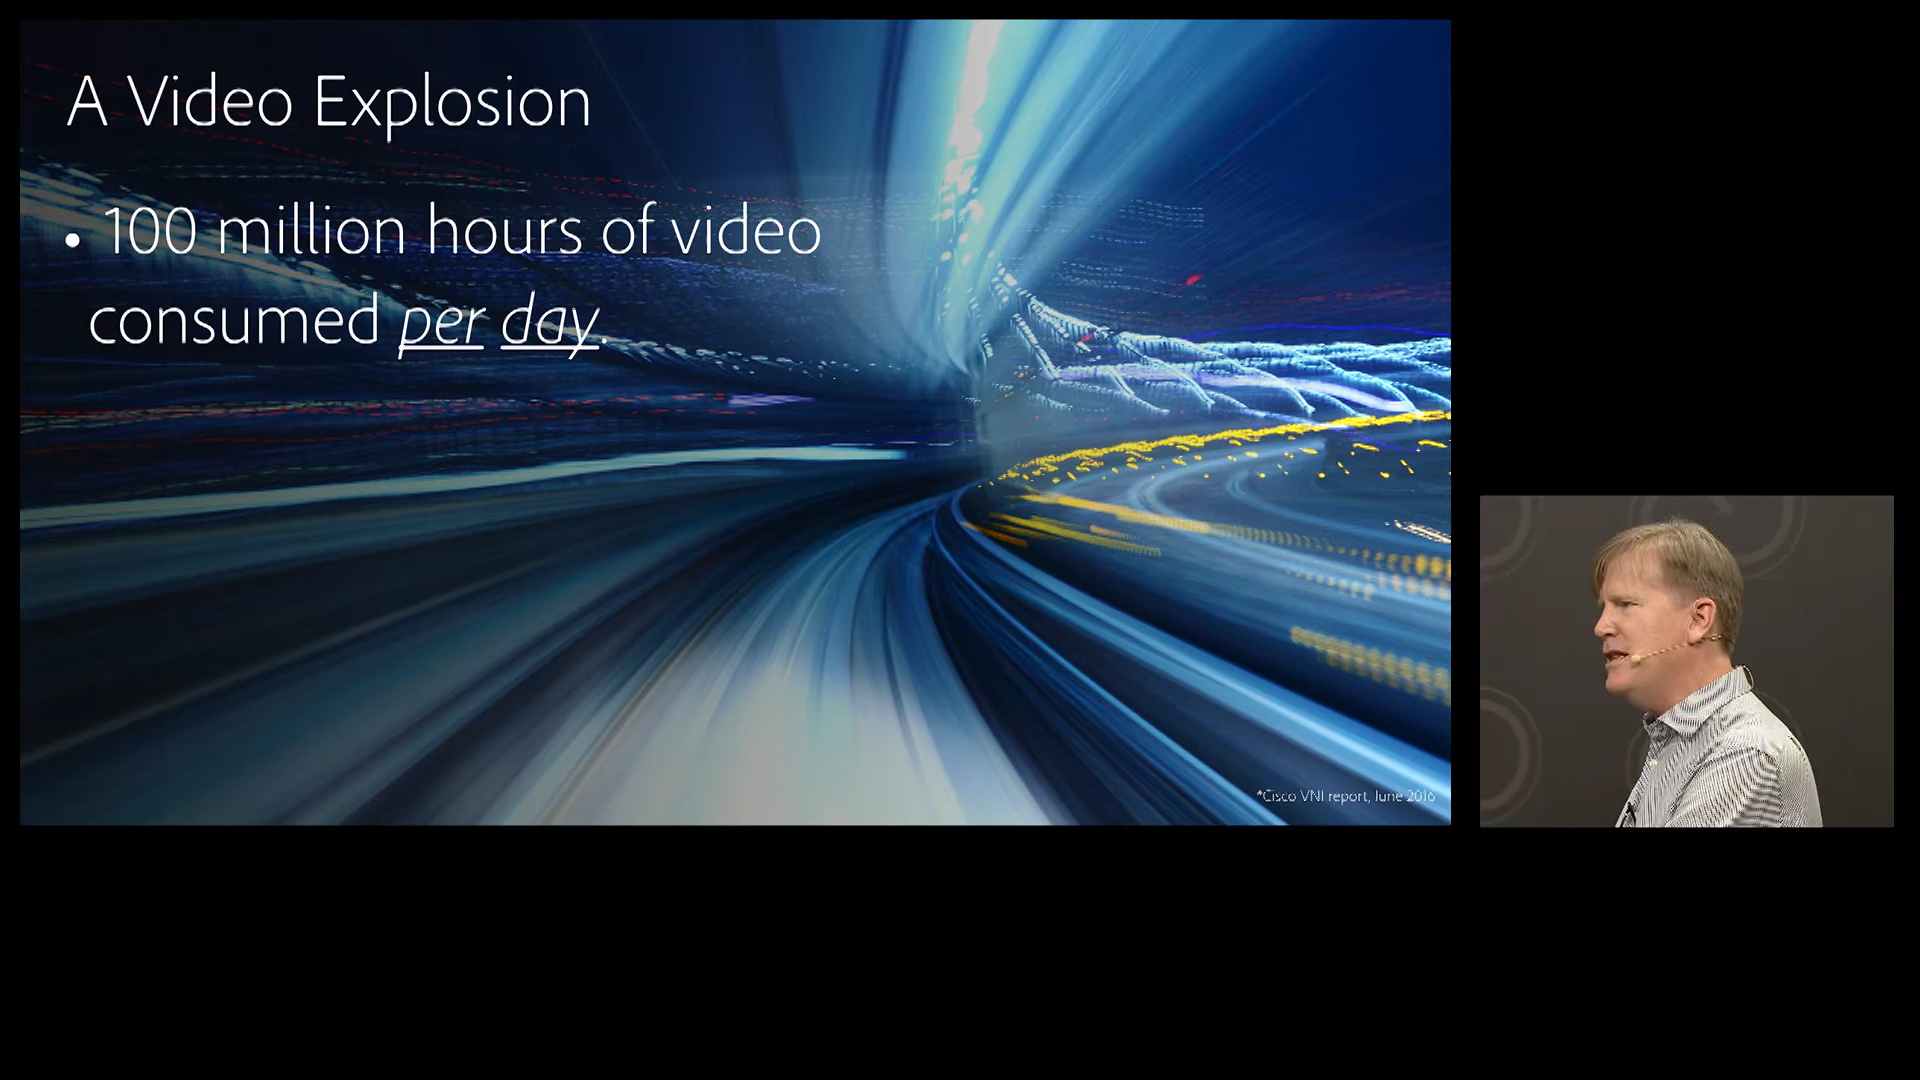 A Video Explosion
• 100 million hours of video
consumed per day.
*Cisco VNI report, June 2016